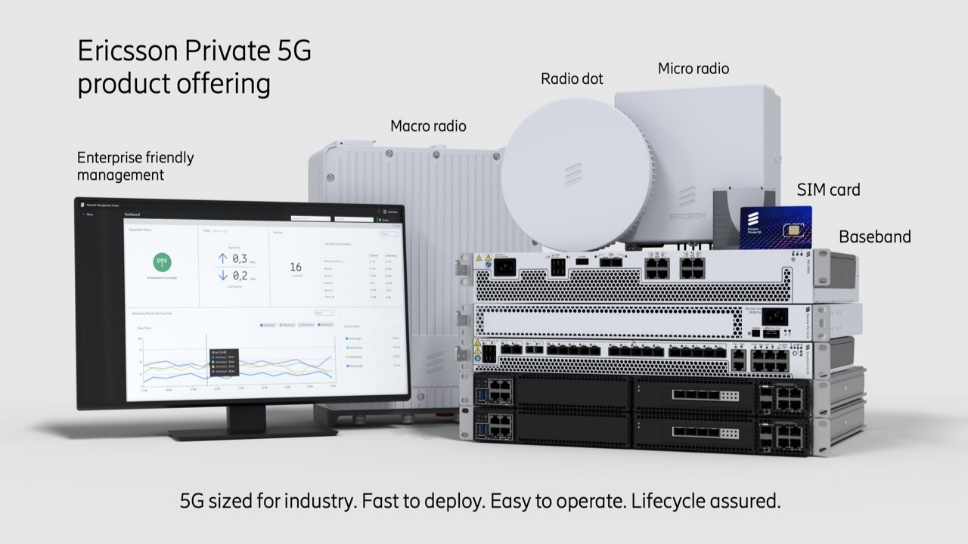 Ericsson Private 5G
product offering
Radio dot
Micro radio
Macro radio
Enterprise friendly
management
SIM card
Baseband
Dashboard
0,3
0,2
16
ERICSSON
5G sized for industry. Fast to deploy. Easy to operate. Lifecycle assured.